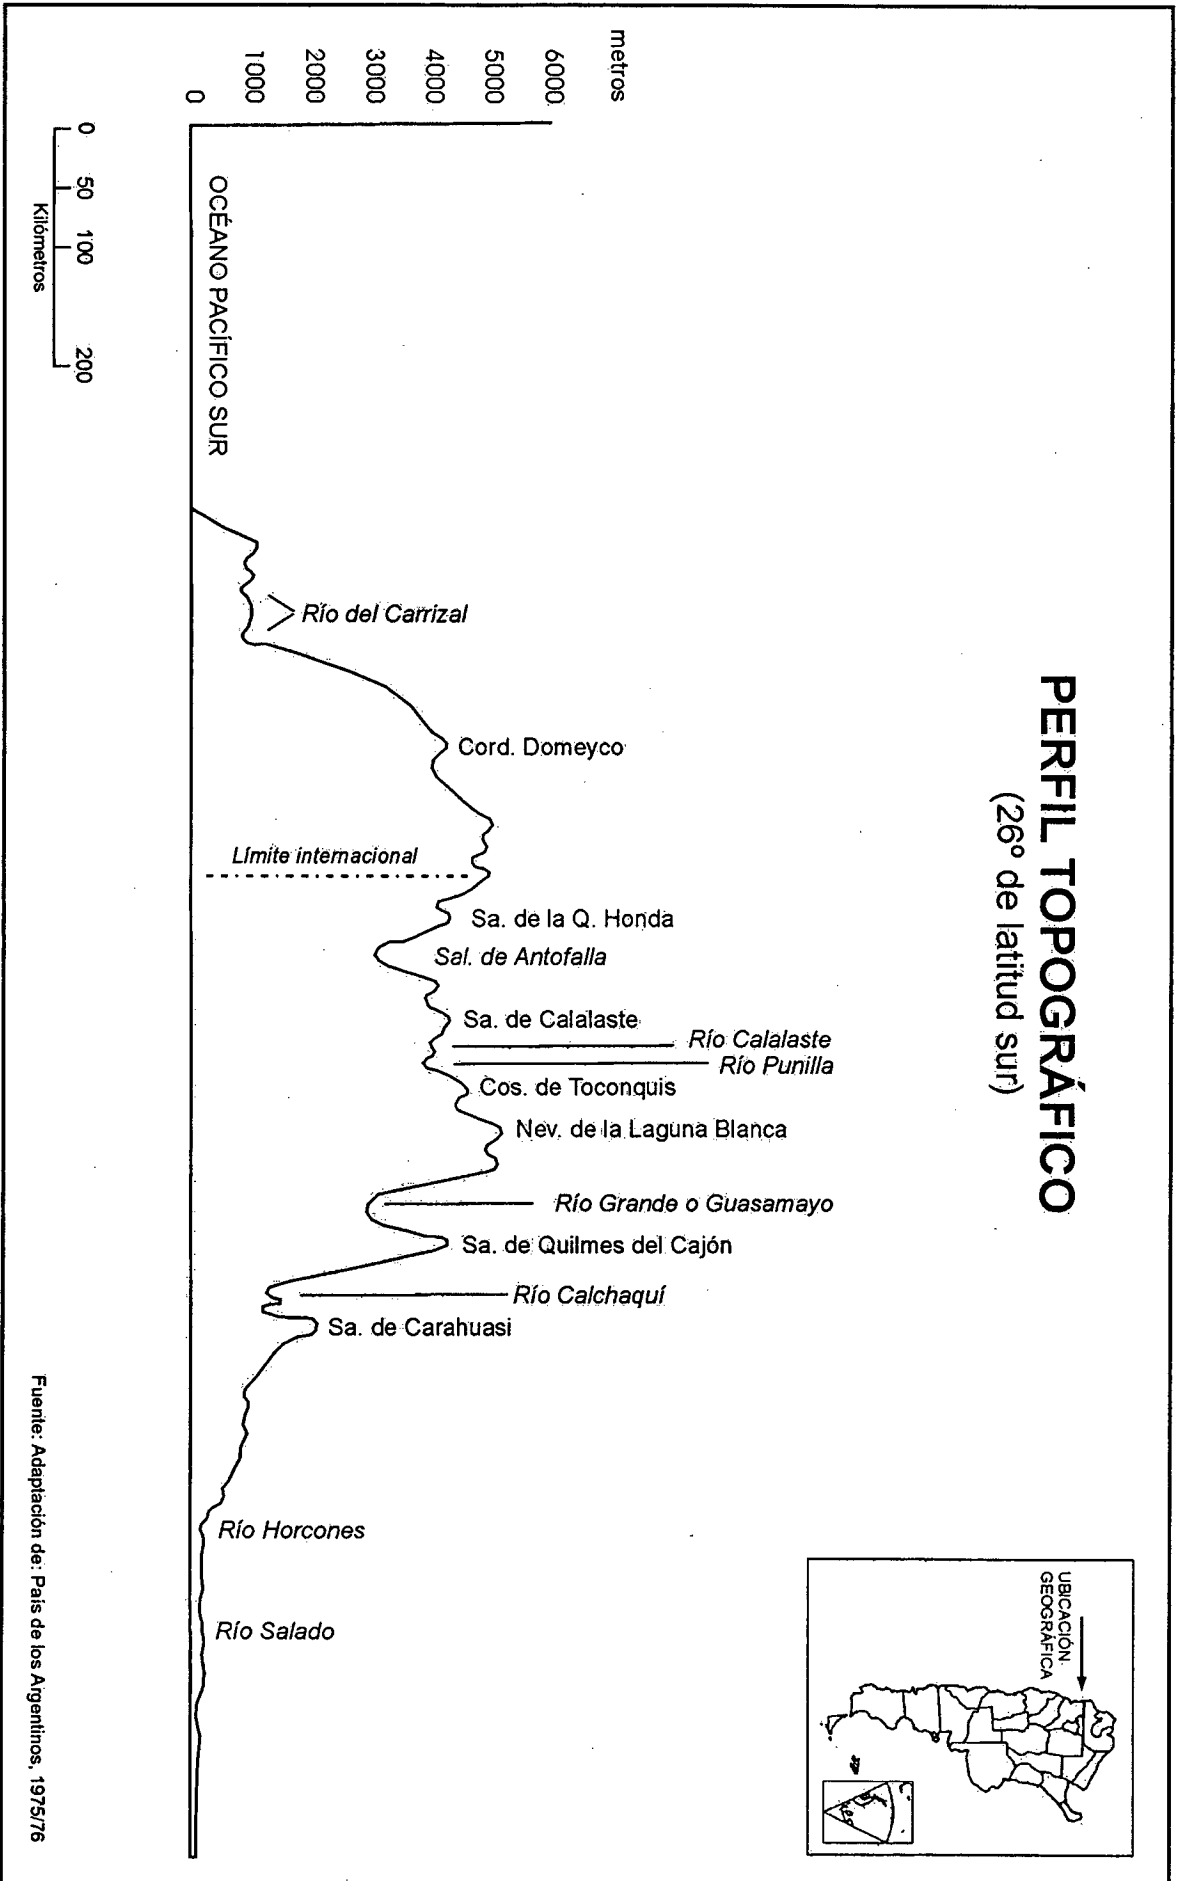 PERFIL TOPOGRÁFICO
(26º de latitud sur)
metros
6000
5000
4000
3000
2000
1000
0
OCÉANO PACÍFICO SUR
Río del Carrizal
Cord. Domeyco
Límite internacional
Sa. de la Q. Honda
Sal. de Antofalla
Sa. de Calalaste
Río Calalaste
Río Punilla
Cos. de Toconquis
Nev. de la Laguna Blanca
Río Grande o Guasamayo
Sa. de Quilmes del Cajón
Río Calchaquí
Sa. de Carahuasi
Río Horcones
Río Salado
UBICACIÓN
GEOGRÁFICA
0 50 100 200
Kilómetros
Fuente: Adaptación de: País de los Argentinos, 1975/76